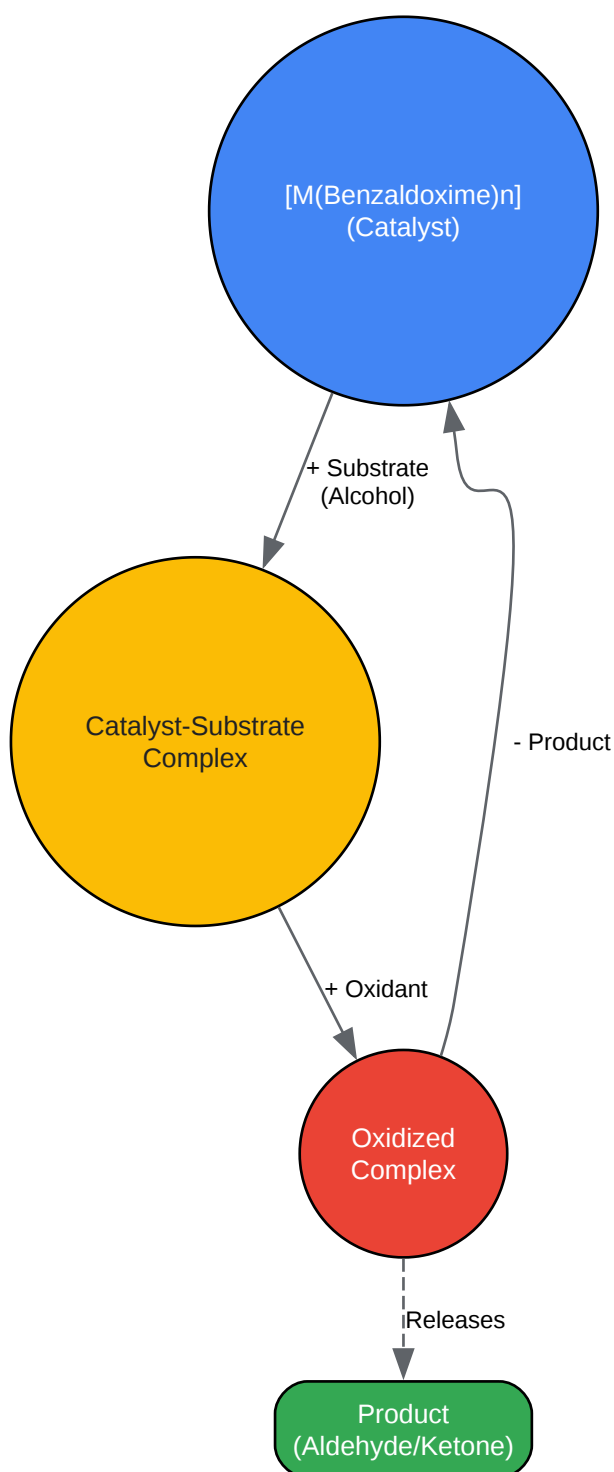 [M(Benzaldoxime)n]
(Catalyst)
+ Substrate
(Alcohol)
Catalyst-Substrate
Complex
- Product
+ Oxidant
Oxidized
Complex
Releases
Product
(Aldehyde/Ketone)